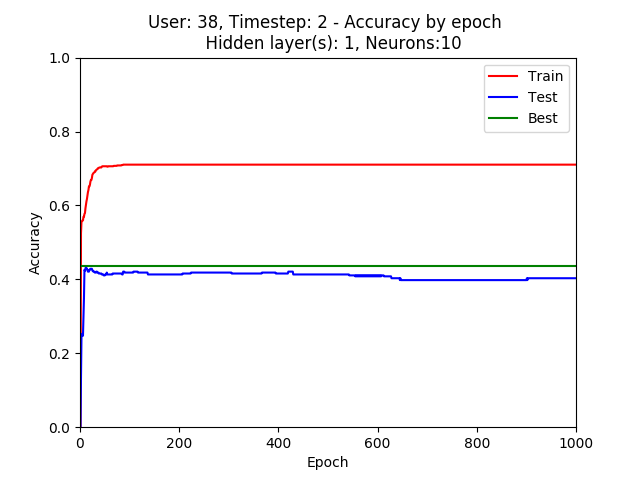 User: 38, Timestep: 2 - Accuracy by epoch
Hidden layer(s): 1, Neurons:10
Train
Test
Best
Accuracy
1.0
0.8
0.6
0.4
0.2
0.0
0
200
400
600
800
1000
Epoch